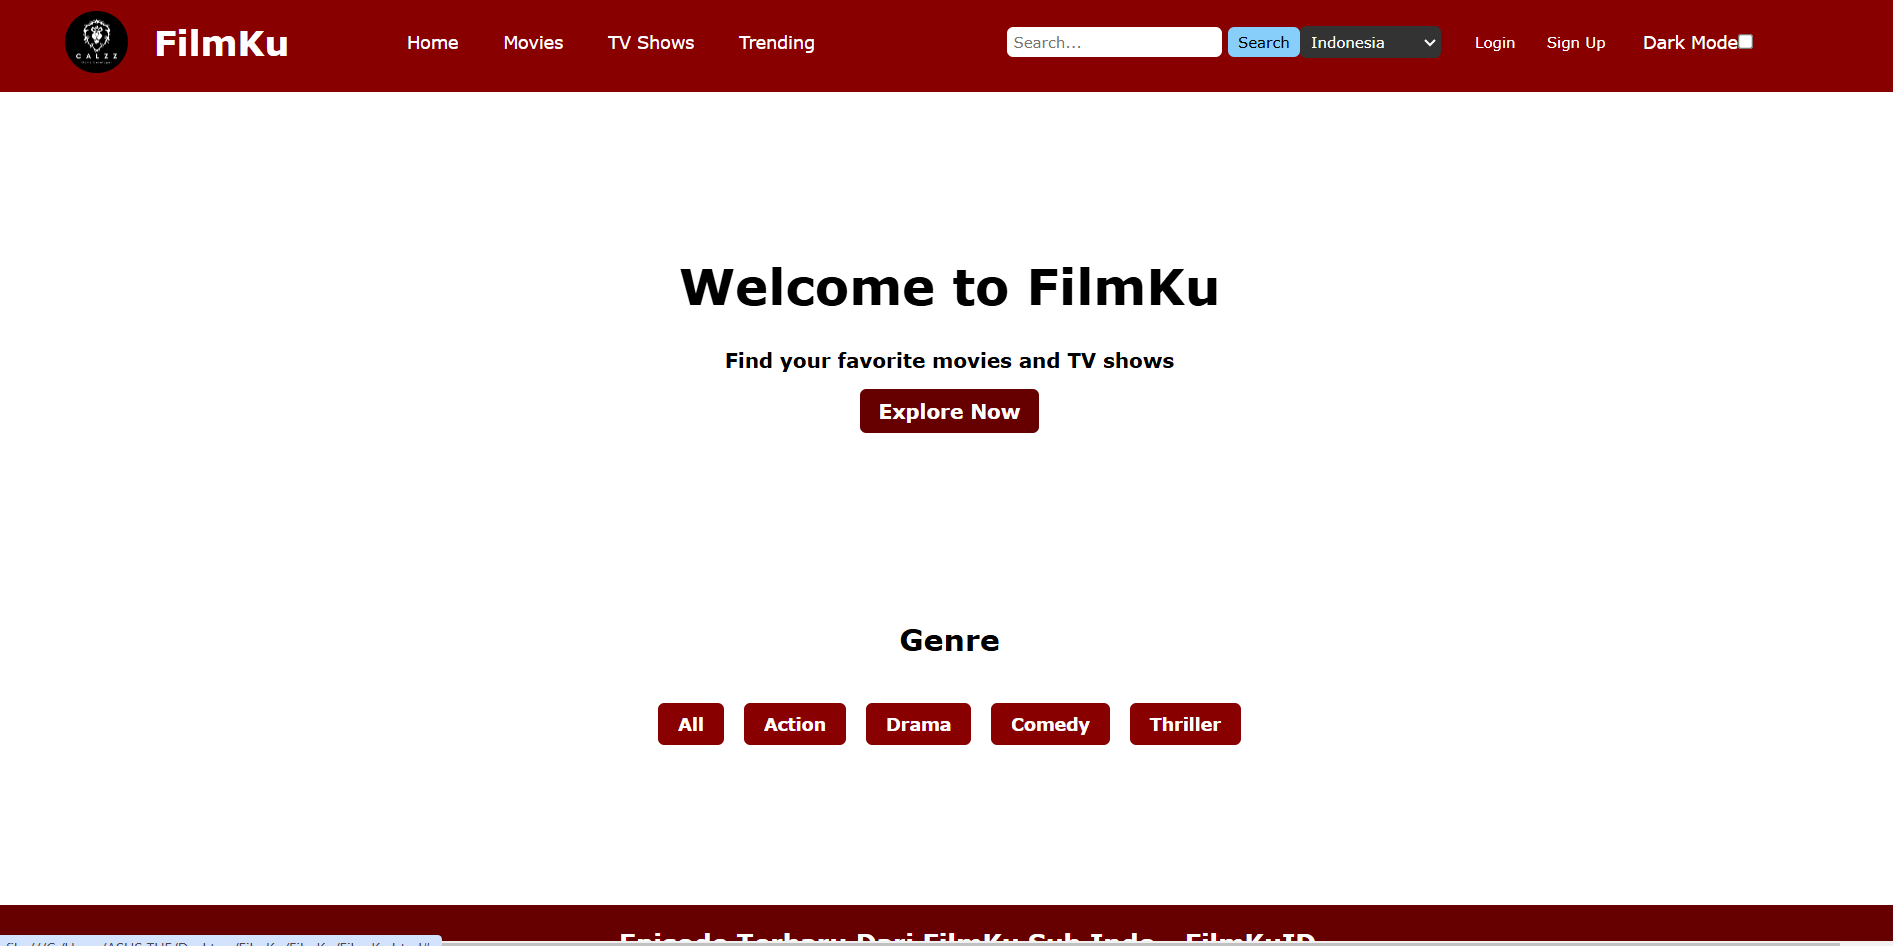 CALZZ
FilmKu
Home Movies TV Shows Trending
Search... Search Indonesia Login Sign Up Dark Mode
Welcome to FilmKu
Find your favorite movies and TV shows
Explore Now
Genre
All Action Drama Comedy Thriller
Episode Terbaru Dari FilmKu Sub Indo - FilmKuID